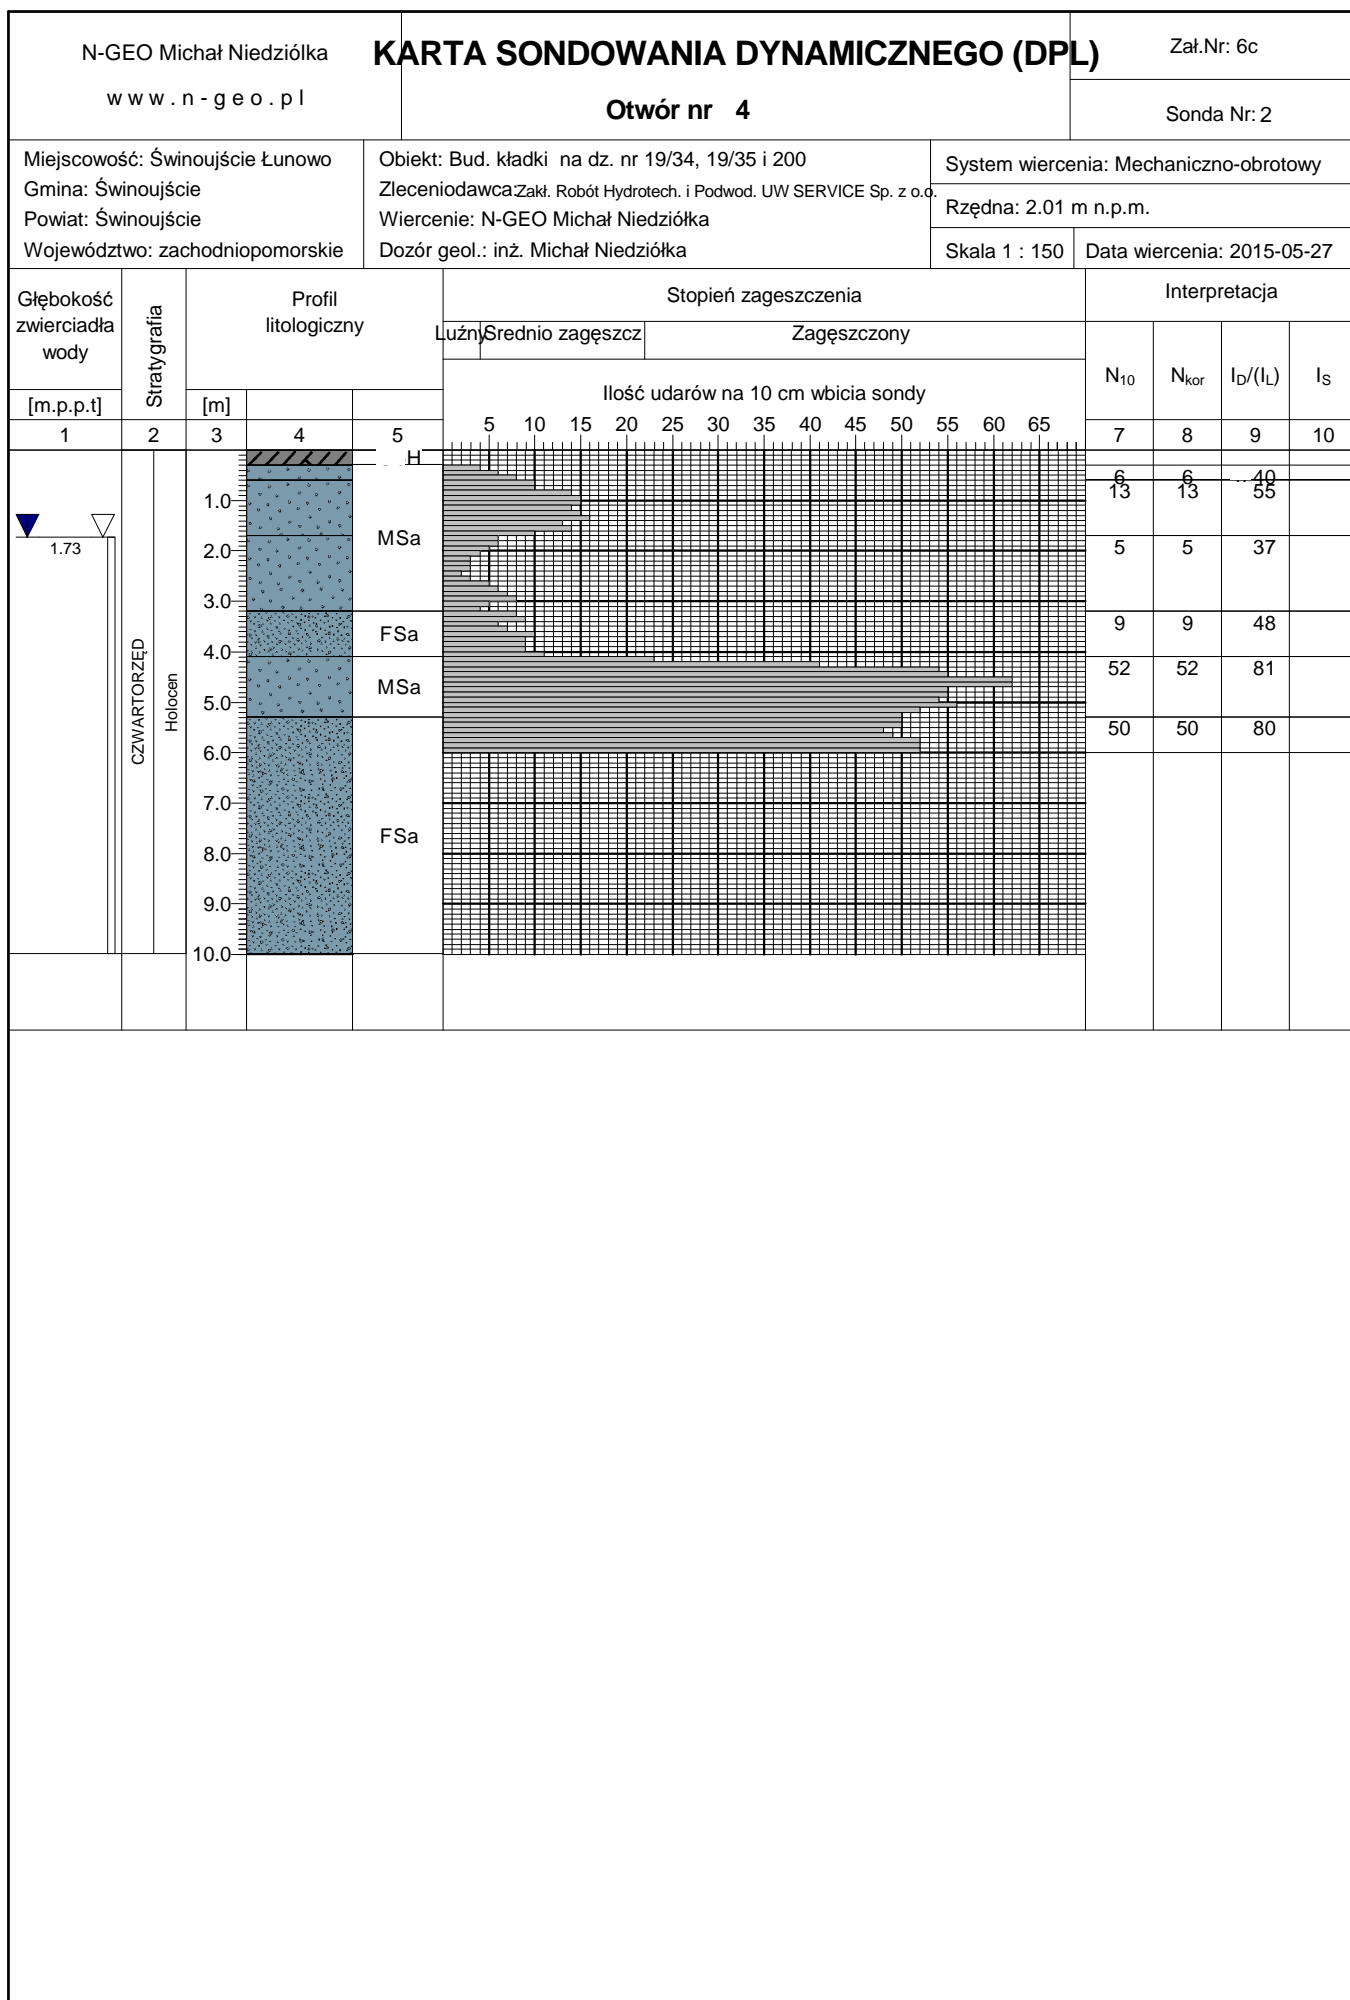 N-GEO Michał Niedziólka
www.n-geo.pl
KARTA SONDOWANIA DYNAMICZNEGO (DPL)
Otwór nr 4
Zał.Nr: 6c
Sonda Nr: 2
Miejscowość: Świnoujście Łunowo
Gmina: Świnoujście
Powiat: Świnoujście
Województwo: zachodniopomorskie
Obiekt: Bud. kładki na dz. nr 19/34, 19/35 i 200
Zleceniodawca: Zakł. Robót Hydrotech. i Podwod. UW SERVICE Sp. z o.o.
Wiercenie: N-GEO Michał Niedziółka
Dozór geol.: inż. Michał Niedziółka
System wiercenia: Mechaniczno-obrotowy
Rzędna: 2.01 m n.p.m.
Skala 1 : 150
Data wiercenia: 2015-05-27
Głębokość
zwierciadła
wody
[m.p.p.t]
Stratygrafia
Profil
litologiczny
[m]
Stopień zageszczenia
Luźny Średnio zagęszcz Zagęszczony
Ilość udarów na 10 cm wbicia sondy
5 10 15 20 25 30 35 40 45 50 55 60 65
Interpretacja
N10 Nkor ID/(IL) IS
1 2 3 4 5 7 8 9 10
H
6 6 40
13 13 55
1.0
1.73
MSa
2.0
5 5 37
3.0
FSa
9 9 48
4.0
MSa
52 52 81
5.0
CZWARTORZĘD
Holocen
50 50 80
6.0
7.0
FSa
8.0
9.0
10.0